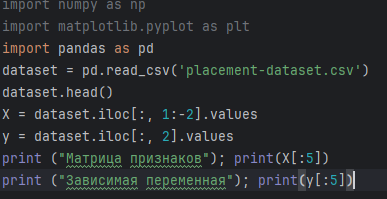 import numpy as np
import matplotlib.pyplot as plt
import pandas as pd
dataset = pd.read_csv('placement-dataset.csv')
dataset.head()
X = dataset.iloc[:, 1:-2].values
y = dataset.iloc[:, 2].values
print ("Матрица признаков"); print(X[:5])
print ("Зависимая переменная"); print(y[:5])